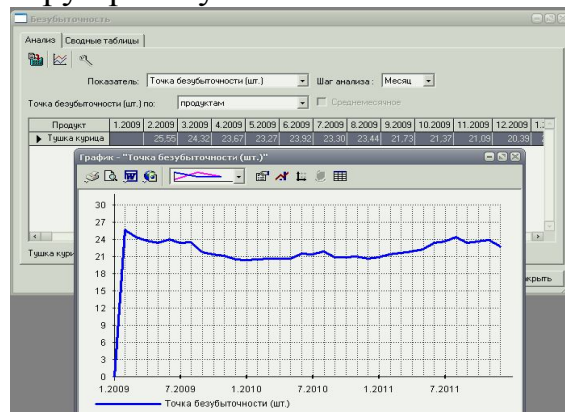 Безубыточность
Анализ Сводные таблицы
Показатель: Точка безубыточности (шт.) Шаг анализа: Месяц
Точка безубыточности (шт.) по: продуктам Среднемесячное
Продукт 1.2009 2.2009 3.2009 4.2009 5.2009 6.2009 7.2009 8.2009 9.2009 10.2009 11.2009 12.2009
Тушка курица 25,55 24,32 23,67 23,27 23,92 23,30 23,44 21,73 21,37 21,09 20,39
График - "Точка безубыточности (шт.)"
30
27
24
21
18
15
12
9
6
3
0
1.2009 7.2009 1.2010 7.2010 1.2011 7.2011
Точка безубыточности (шт.)
Тушка кури
крыть